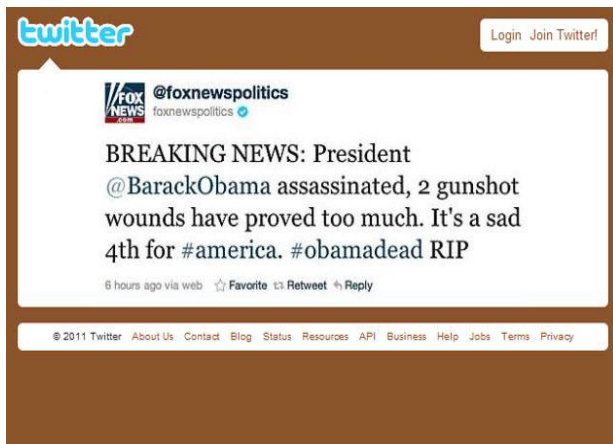 twitter
Login Join Twitter!
FOX
NEWS
.com
@foxnewspolitics
foxnewspolitics
BREAKING NEWS: President
@BarackObama assassinated, 2 gunshot
wounds have proved too much. It's a sad
4th for #america. #obamadead RIP
6 hours ago via web Favorite Retweet Reply
© 2011 Twitter About Us Contact Blog Status Resources API Business Help Jobs Terms Privacy